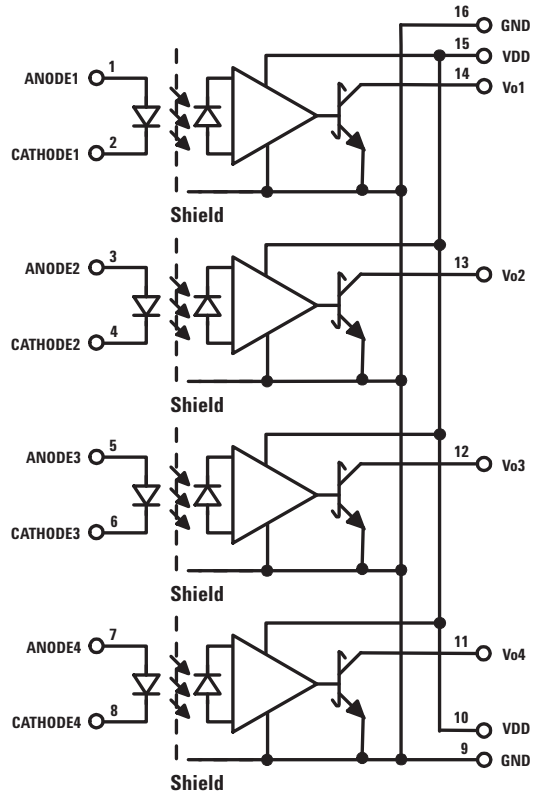 16 GND
15 VDD
ANODE1 1
14 Vo1
CATHODE1 2
Shield
ANODE2 3
13 Vo2
CATHODE2 4
Shield
ANODE3 5
12 Vo3
CATHODE3 6
Shield
ANODE4 7
11 Vo4
CATHODE4 8
10 VDD
9 GND
Shield